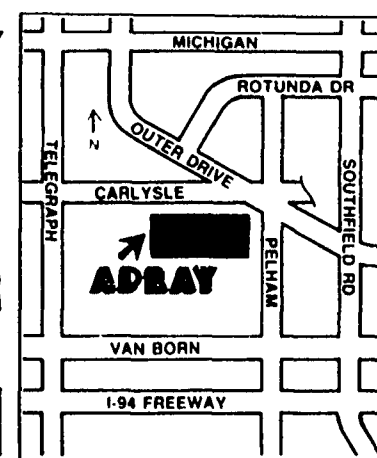 MICHIGAN
ROTUNDA DR
N
OUTER DRIVE
TELEGRAPH
SOUTHFIELD RD
CARLYSLE
PELHAM
ADRAY
VAN BORN
I-94 FREEWAY